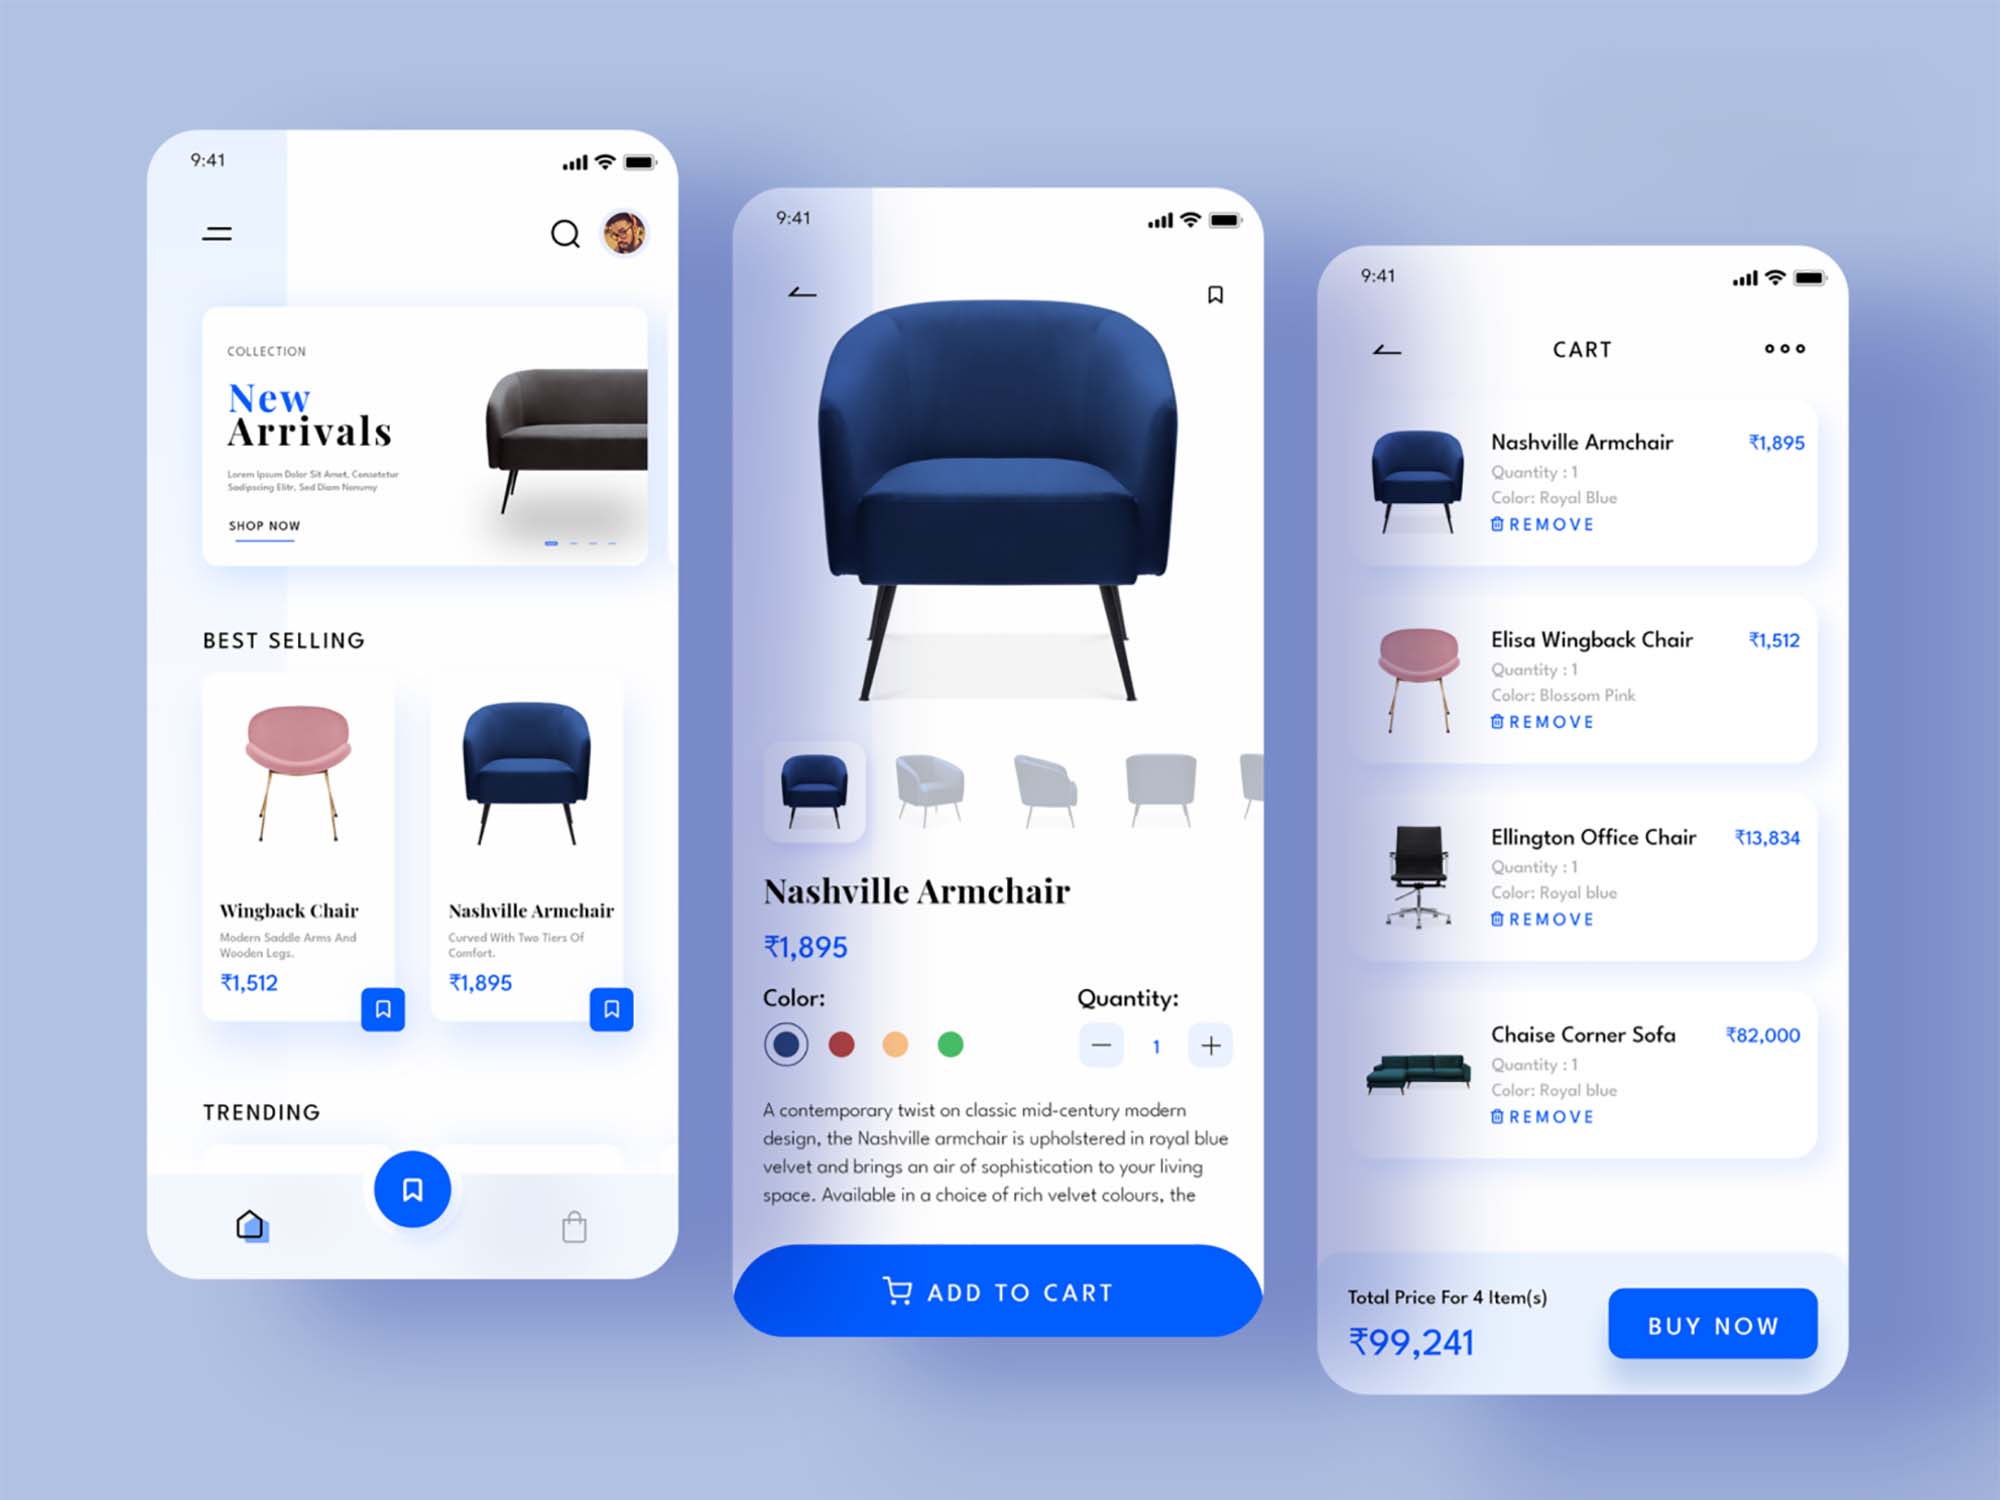 9:41
COLLECTION
New
Arrivals
Lorem Ipsum Dolor Sit Amet, Consetetur
Sadipscing Elitr, Sed Diam Nonumy
SHOP NOW
BEST SELLING
Wingback Chair
Modern Saddle Arms And
Wooden Legs.
₹1,512
Nashville Armchair
Curved With Two Tiers Of
Comfort.
₹1,895
TRENDING
9:41
Nashville Armchair
₹1,895
Color:
Quantity:
1
A contemporary twist on classic mid-century modern
design, the Nashville armchair is upholstered in royal blue
velvet and brings an air of sophistication to your living
space. Available in a choice of rich velvet colours, the
ADD TO CART
9:41
CART
Nashville Armchair ₹1,895
Quantity : 1
Color: Royal Blue
REMOVE
Elisa Wingback Chair ₹1,512
Quantity : 1
Color: Blossom Pink
REMOVE
Ellington Office Chair ₹13,834
Quantity : 1
Color: Royal blue
REMOVE
Chaise Corner Sofa ₹82,000
Quantity : 1
Color: Royal blue
REMOVE
Total Price For 4 Item(s)
₹99,241
BUY NOW